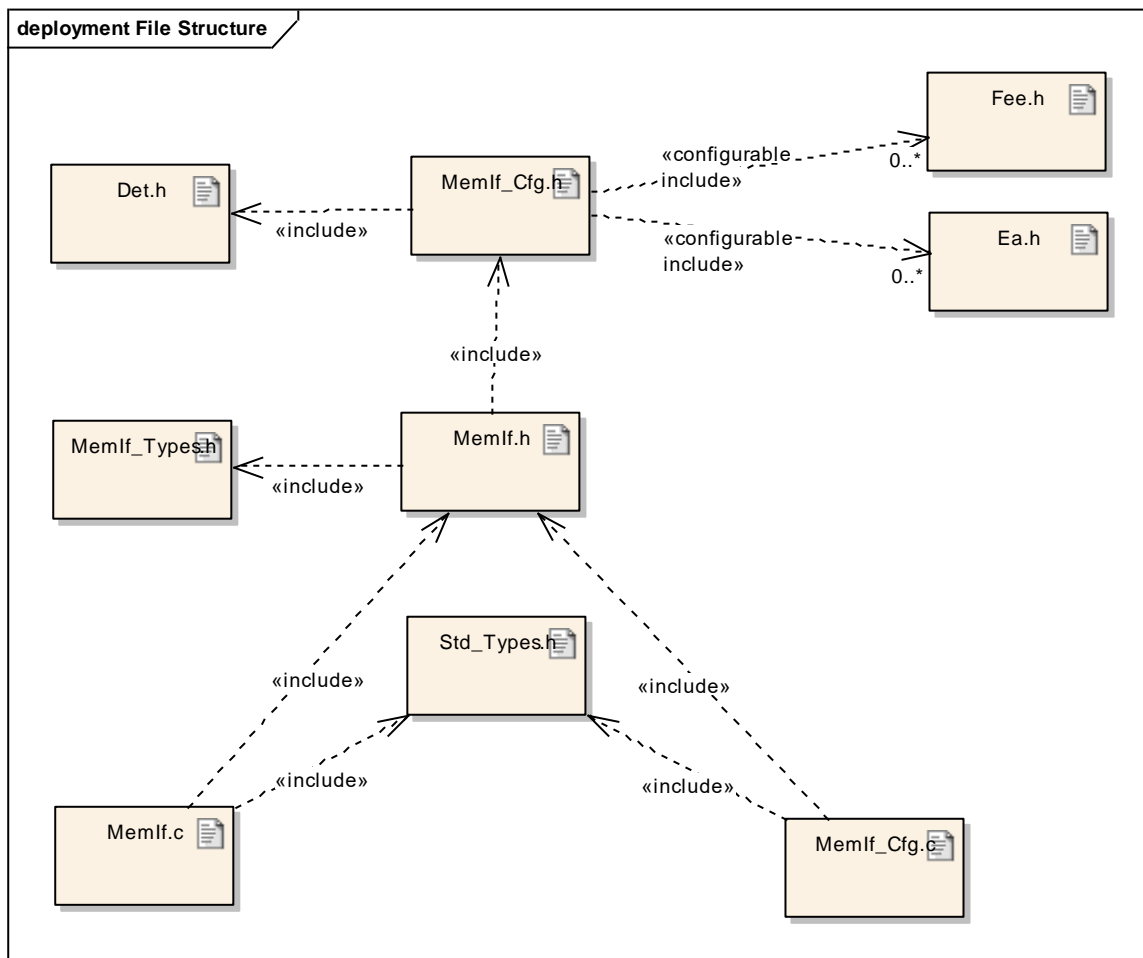 deployment File Structure
Fee.h
«configurable
include»
0..*
Det.h
MemIf_Cfg.h
«include»
«configurable
include»
Ea.h
0..*
«include»
MemIf_Types.h
MemIf.h
«include»
Std_Types.h
«include»
«include»
«include»
«include»
MemIf.c
MemIf_Cfg.c